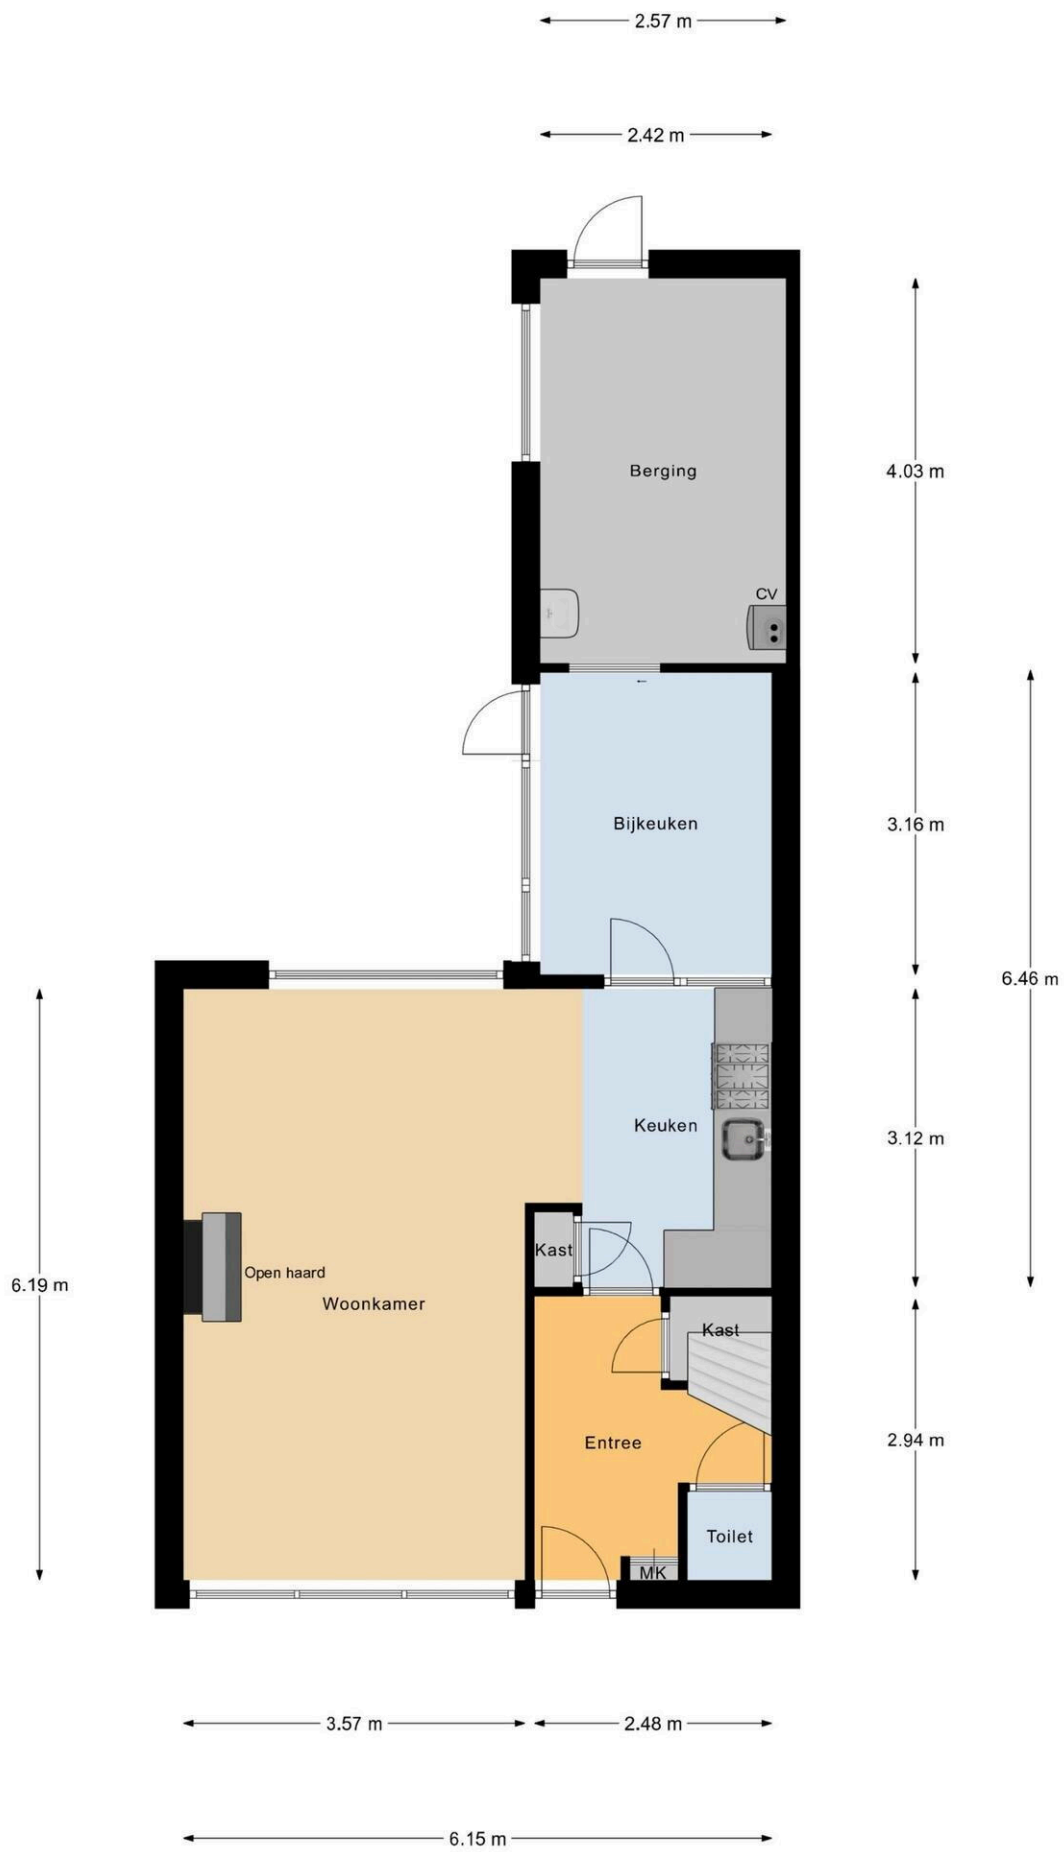 2.57 m
2.42 m
Berging
4.03 m
CV
Bijkeuken
3.16 m
6.46 m
Keuken
3.12 m
Kast
Open haard
6.19 m
Woonkamer
Kast
Entree
2.94 m
Toilet
MK
3.57 m
2.48 m
6.15 m